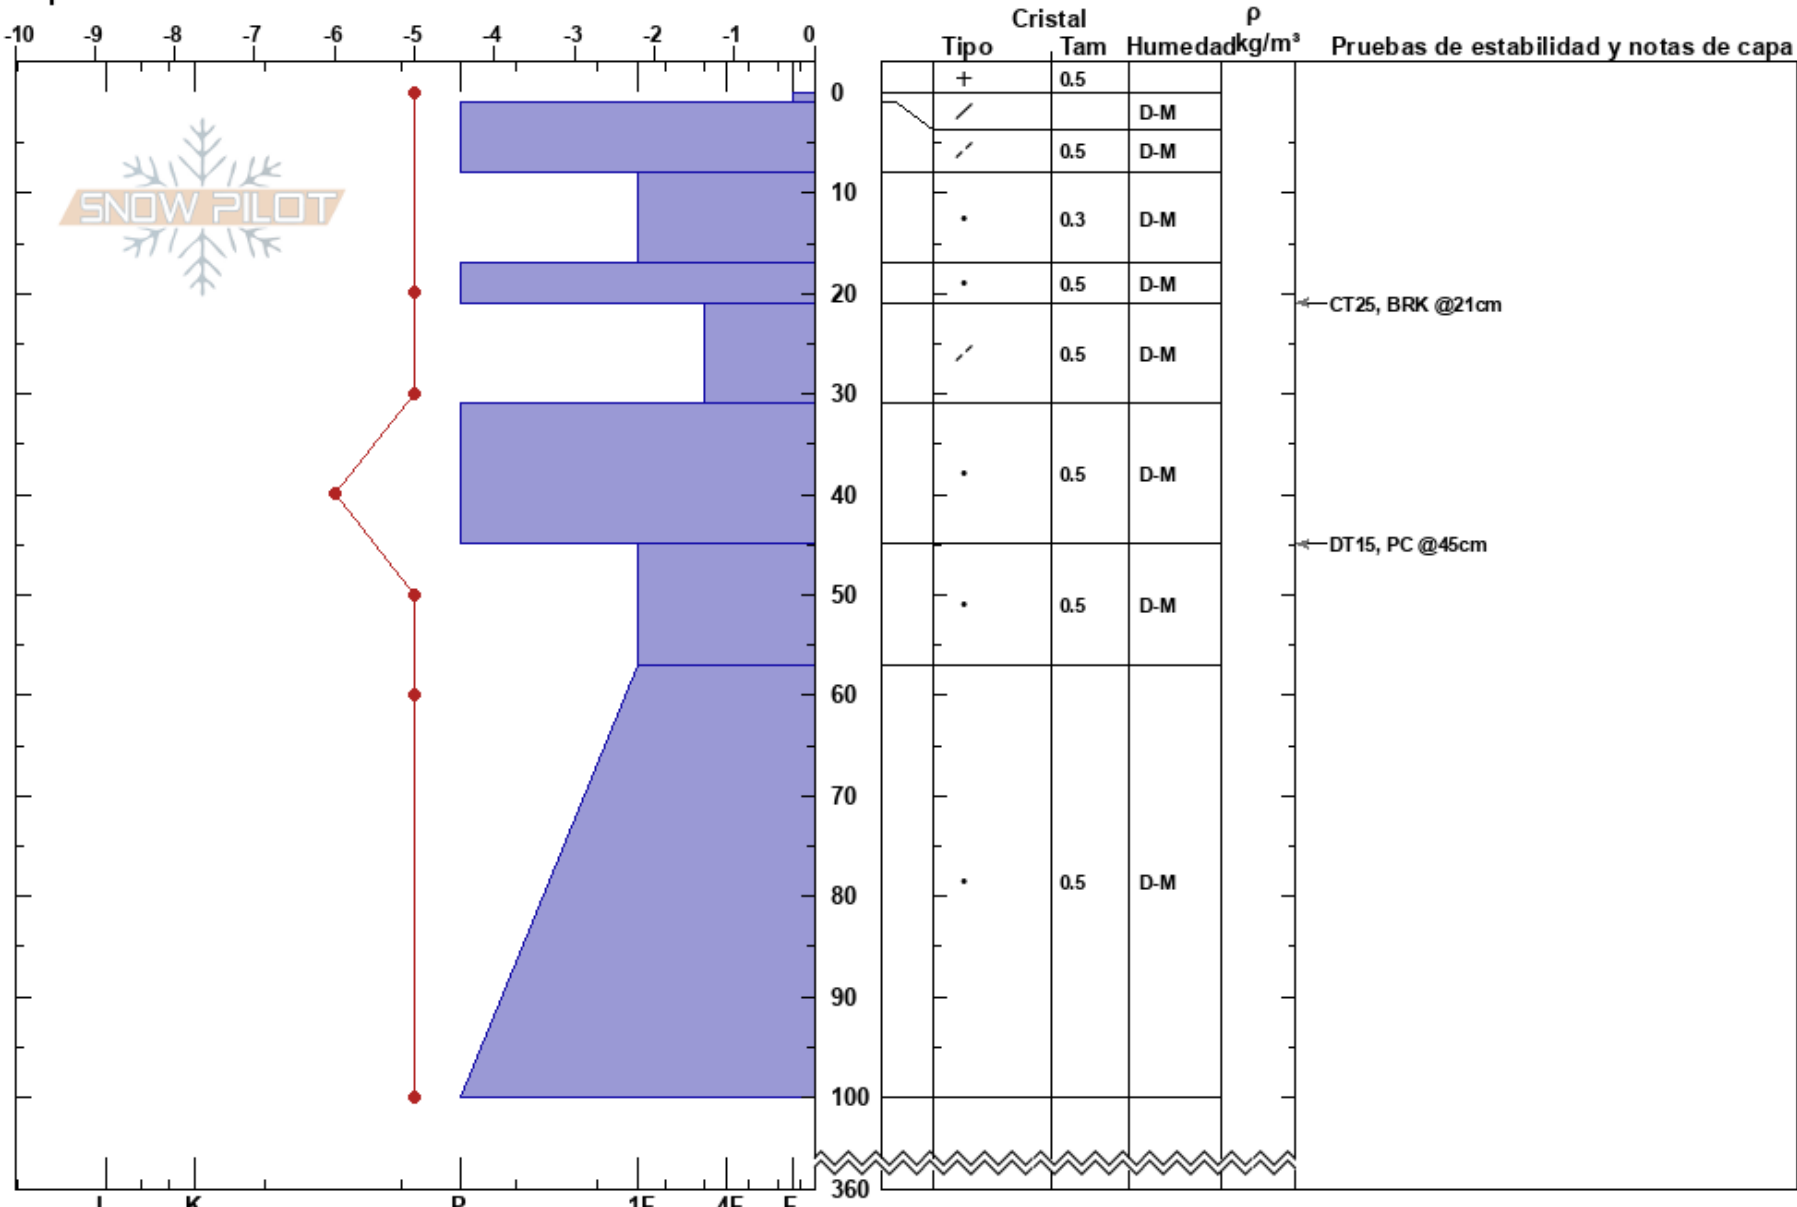 Cristal ρ
-10 -9 -8 -7 -6 -5 -4 -3 -2 -1 0 Tipo Tam Humedad kg/m³ Pruebas de estabilidad y notas de capa
+ 0.5
0
D-M
0.5 D-M
SNOW PILOT
10
0.3 D-M
0.5 D-M
20
CT25, BRK @21cm
0.5 D-M
30
0.5 D-M
40
DT15, PC @45cm
50
0.5 D-M
60
70
80
0.5 D-M
90
100
360
I K P 1F 4F F